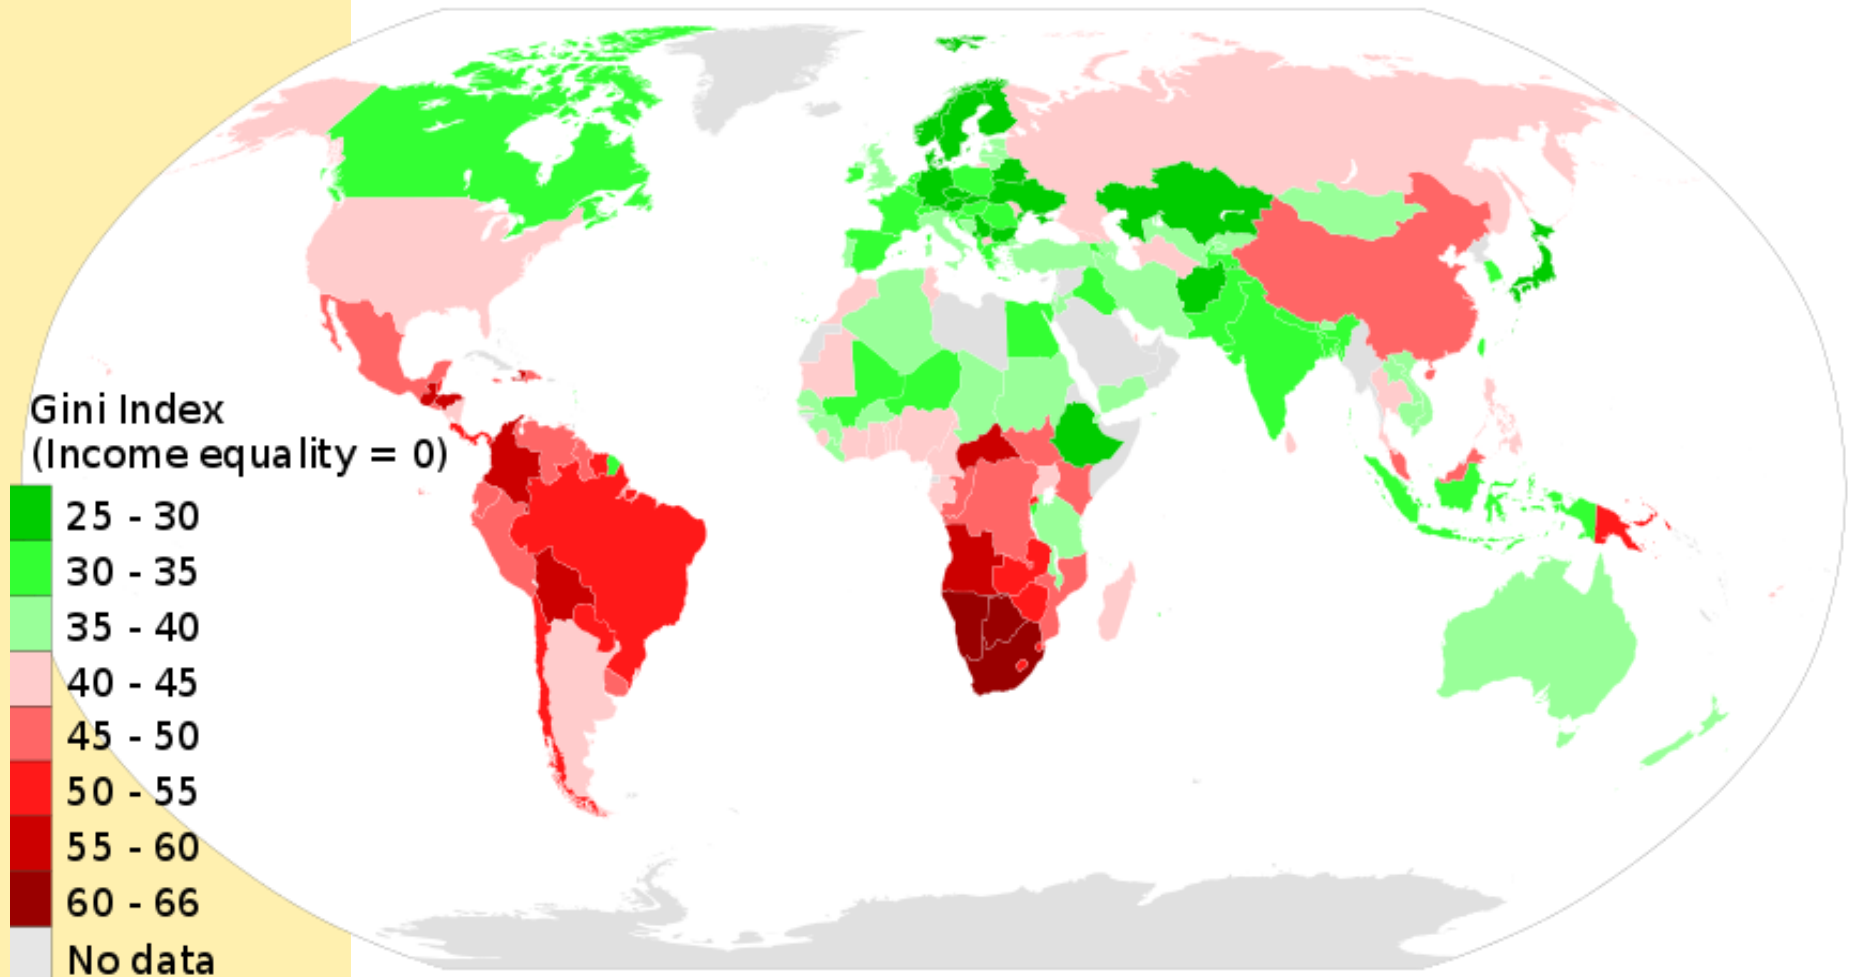 Gini Index
(Income equality = 0)
25 - 30
30 - 35
35 - 40
40 - 45
45 - 50
50 - 55
55 - 60
60 - 66
No data